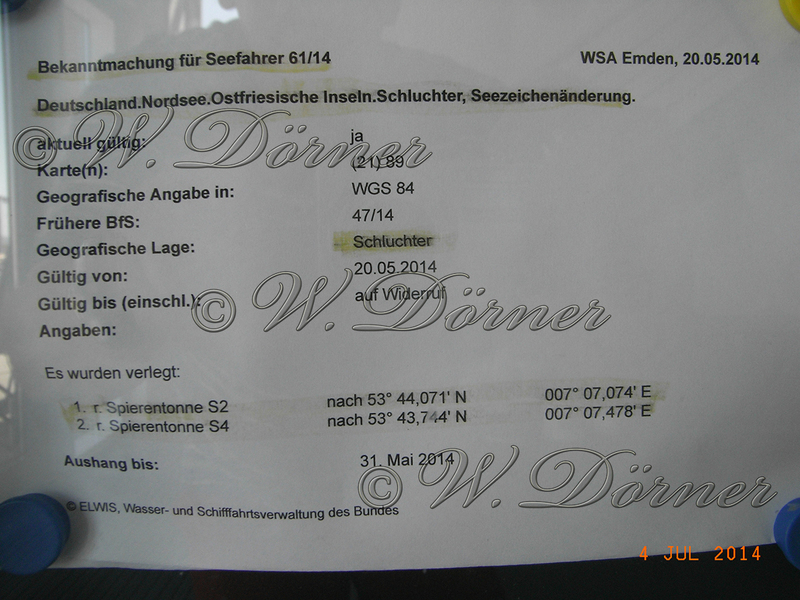 Bekanntmachung für Seefahrer 61/14 WSA Emden, 20.05.2014
Deutschland.Nordsee.Ostfriesische Inseln.Schluchter, Seezeichenänderung.
aktuell gültig: ja
© W. Dörner
Karte(n): (21) 89
Geografische Angabe in: WGS 84
Frühere BfS: 47/14
Geografische Lage: Schluchter
Gültig von: 20.05.2014
Gültig bis (einschl.): auf Widerruf
© W. Dörner
Angaben:
Es wurden verlegt:
1. r. Spierentonne S2 nach 53° 44,071' N 007° 07,074' E
2. r. Spierentonne S4 nach 53° 43,744' N 007° 07,478' E
Aushang bis: 31. Mai 2014
© W. Dörner
© ELWIS, Wasser- und Schifffahrtsverwaltung des Bundes
4 JUL 2014